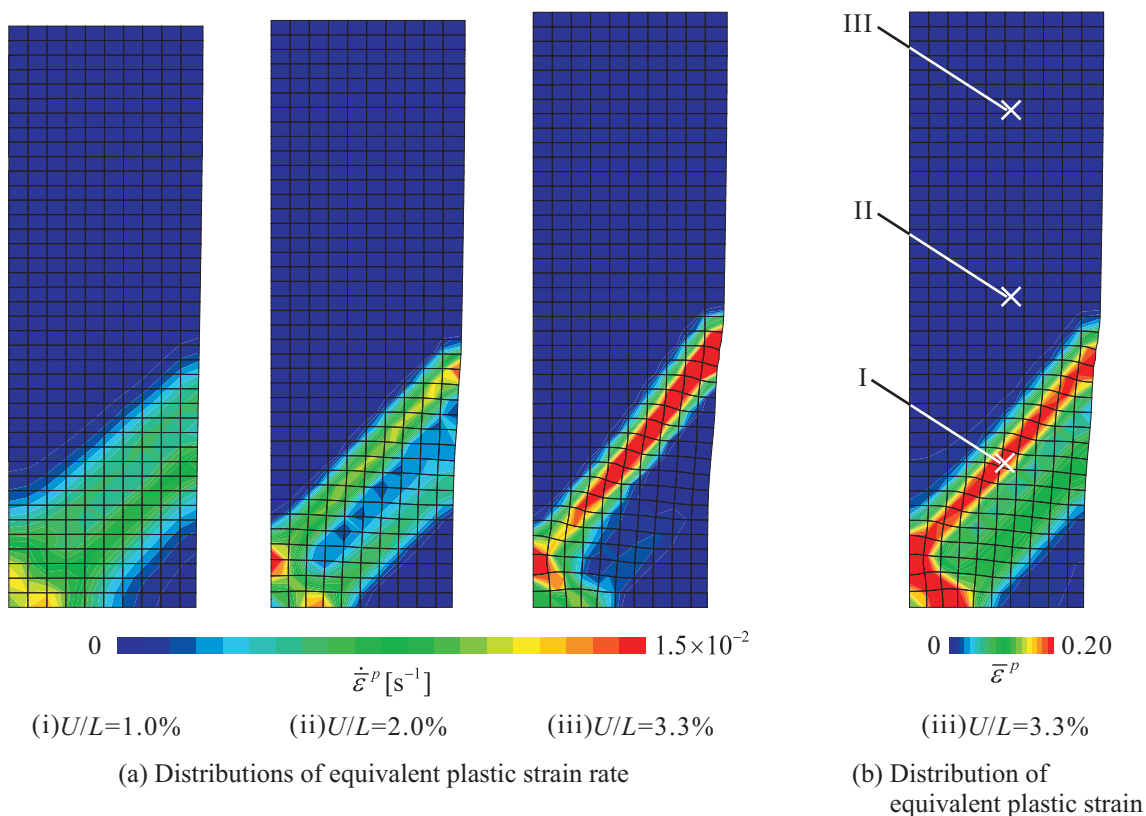 III
II
I
0 1.5×10⁻² 0 0.20
ε̄̇ ᵖ [s⁻¹] ε̄ ᵖ
(i)U/L=1.0% (ii)U/L=2.0% (iii)U/L=3.3% (iii)U/L=3.3%
(a) Distributions of equivalent plastic strain rate
(b) Distribution of
equivalent plastic strain